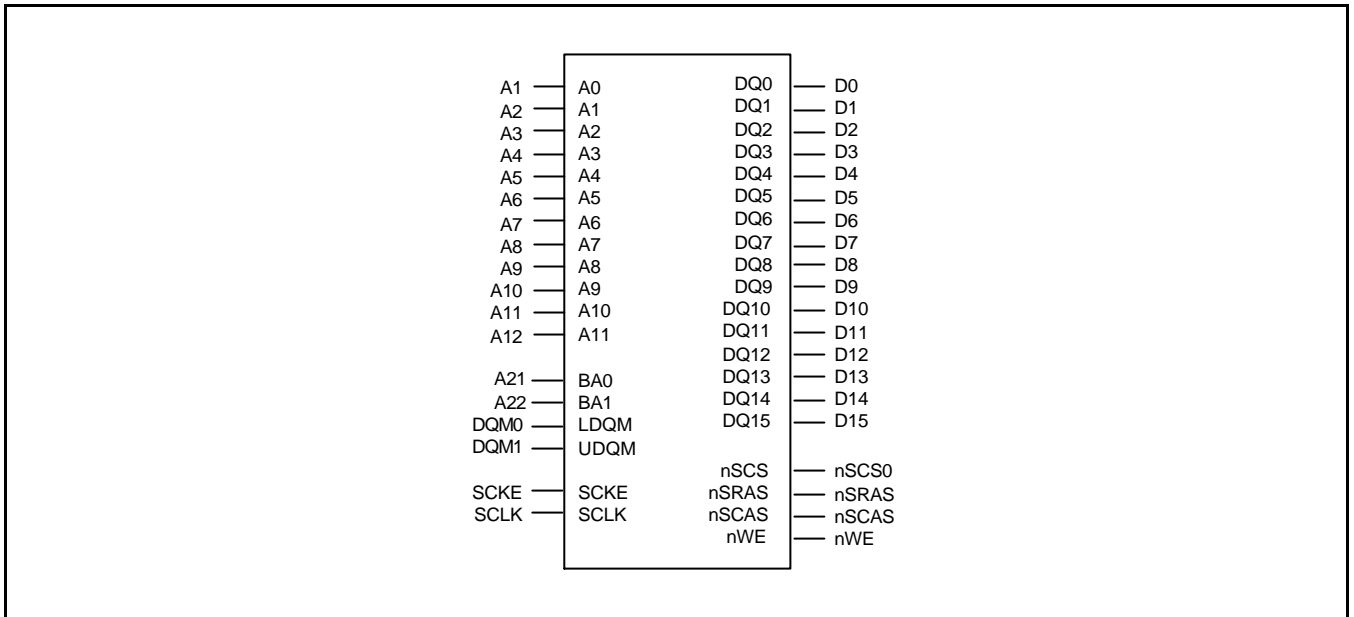 A1 A0 DQ0 D0
A2 A1 DQ1 D1
A3 A2 DQ2 D2
A4 A3 DQ3 D3
A5 A4 DQ4 D4
A6 A5 DQ5 D5
A7 A6 DQ6 D6
A8 A7 DQ7 D7
A9 A8 DQ8 D8
A10 A9 DQ9 D9
A11 A10 DQ10 D10
A12 A11 DQ11 D11
DQ12 D12
A21 BA0 DQ13 D13
A22 BA1 DQ14 D14
DQM0 LDQM DQ15 D15
DQM1 UDQM
nSCS nSCS0
SCKE SCKE nSRAS nSRAS
SCLK SCLK nSCAS nSCAS
nWE nWE